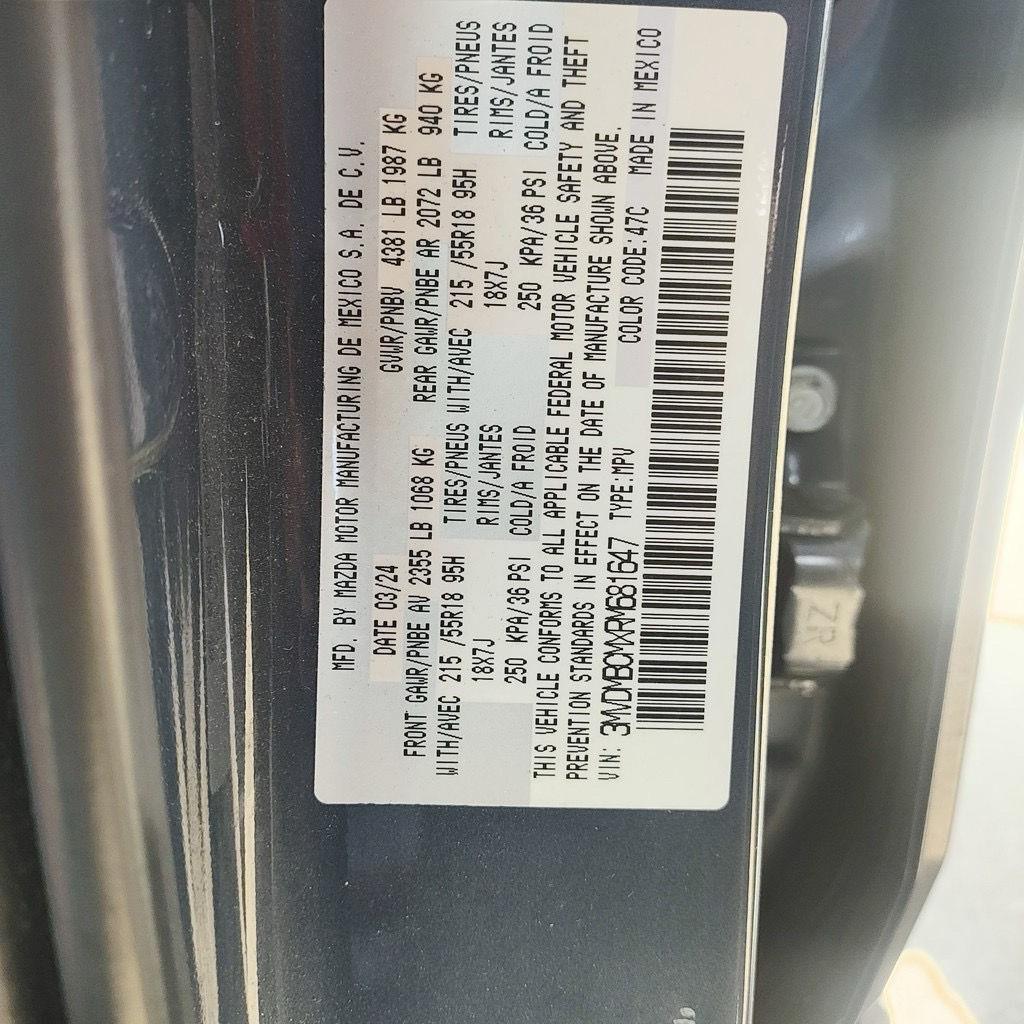 MFD. BY MAZDA MOTOR MANUFACTURING DE MEXICO S.A. DE C.V.
DATE 03/24 GVWR/PNBV 4381 LB 1987 KG
FRONT GAWR/PNBE AV 2355 LB 1068 KG REAR GAWR/PNBE AR 2072 LB 940 KG
WITH/AVEC 215 /55R18 95H TIRES/PNEUS WITH/AVEC 215 /55R18 95H TIRES/PNEUS
18X7J RIMS/JANTES 18X7J RIMS/JANTES
250 KPA/36 PSI COLD/A FROID 250 KPA/36 PSI COLD/A FROID
THIS VEHICLE CONFORMS TO ALL APPLICABLE FEDERAL MOTOR VEHICLE SAFETY AND THEFT
PREVENTION STANDARDS IN EFFECT ON THE DATE OF MANUFACTURE SHOWN ABOVE.
VIN: 3MVDMBCMXRM681647 TYPE:MPV COLOR CODE:47C MADE IN MEXICO
ZR